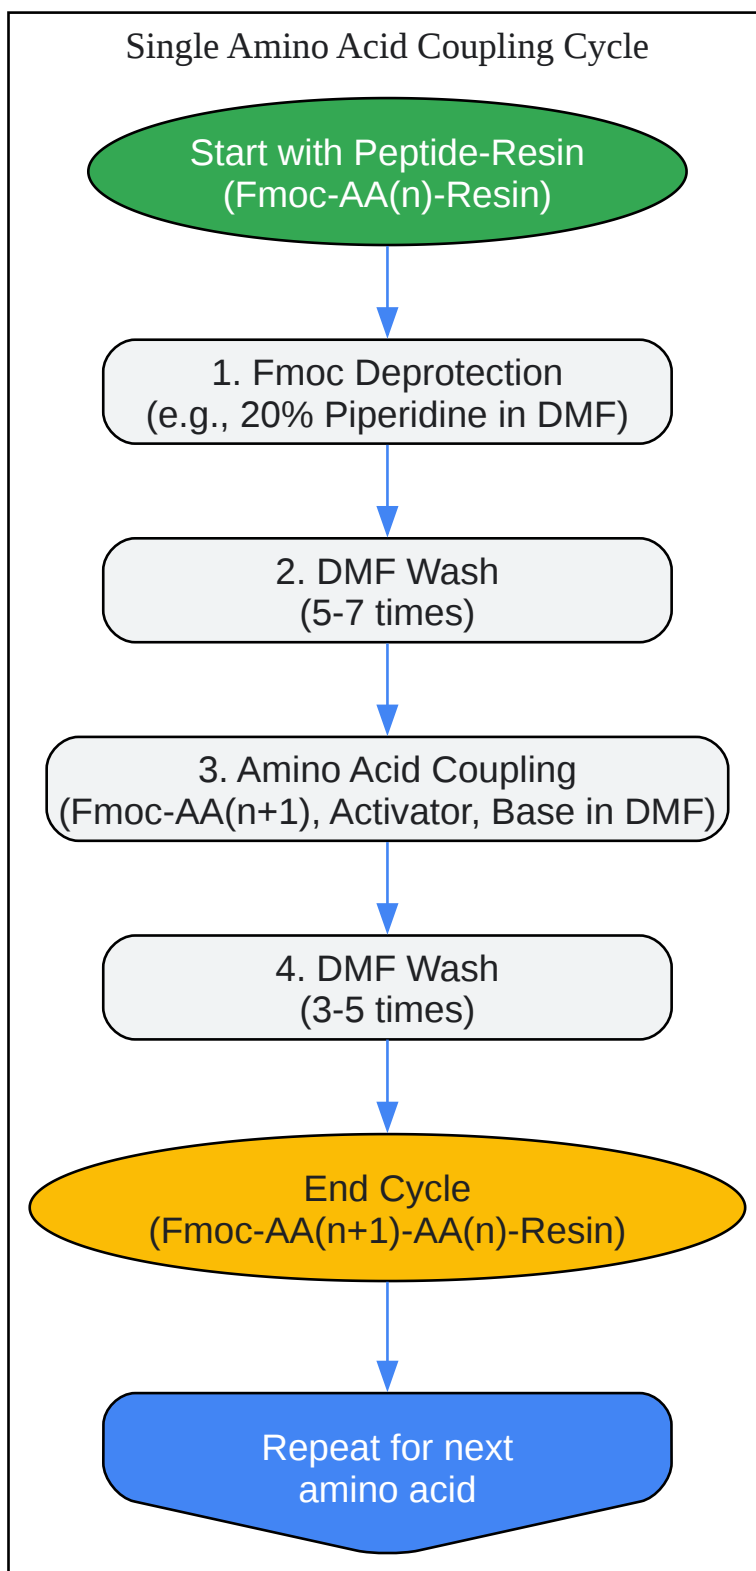 Single Amino Acid Coupling Cycle
Start with Peptide-Resin
(Fmoc-AA(n)-Resin)
1. Fmoc Deprotection
(e.g., 20% Piperidine in DMF)
2. DMF Wash
(5-7 times)
3. Amino Acid Coupling
(Fmoc-AA(n+1), Activator, Base in DMF)
4. DMF Wash
(3-5 times)
End Cycle
(Fmoc-AA(n+1)-AA(n)-Resin)
Repeat for next
amino acid